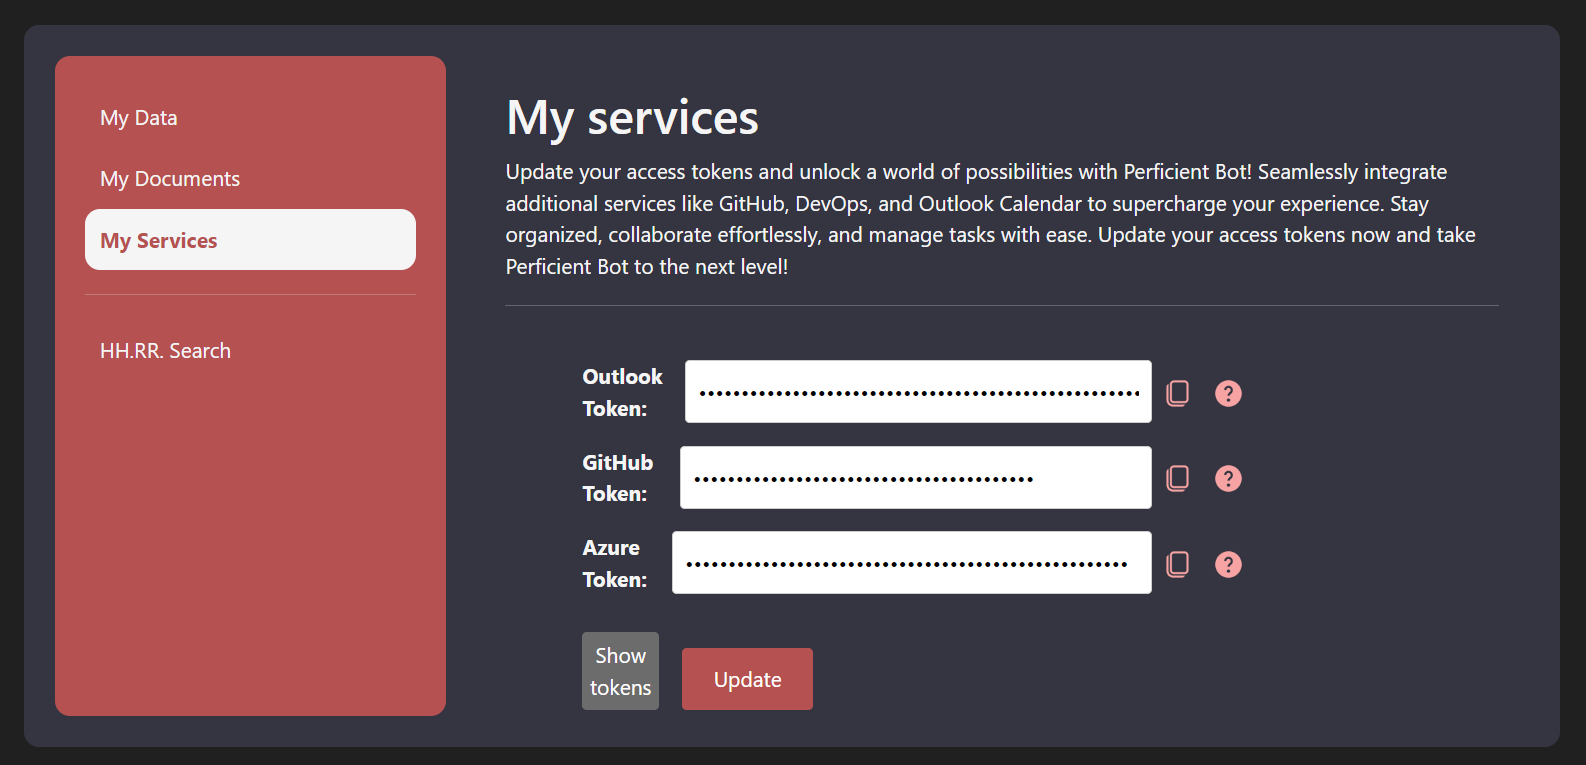 My Data
My Documents
My Services
HH.RR. Search
My services
Update your access tokens and unlock a world of possibilities with Perficient Bot! Seamlessly integrate
additional services like GitHub, DevOps, and Outlook Calendar to supercharge your experience. Stay
organized, collaborate effortlessly, and manage tasks with ease. Update your access tokens now and take
Perficient Bot to the next level!
Outlook
Token:
?
GitHub
Token:
?
Azure
Token:
?
Show
tokens
Update